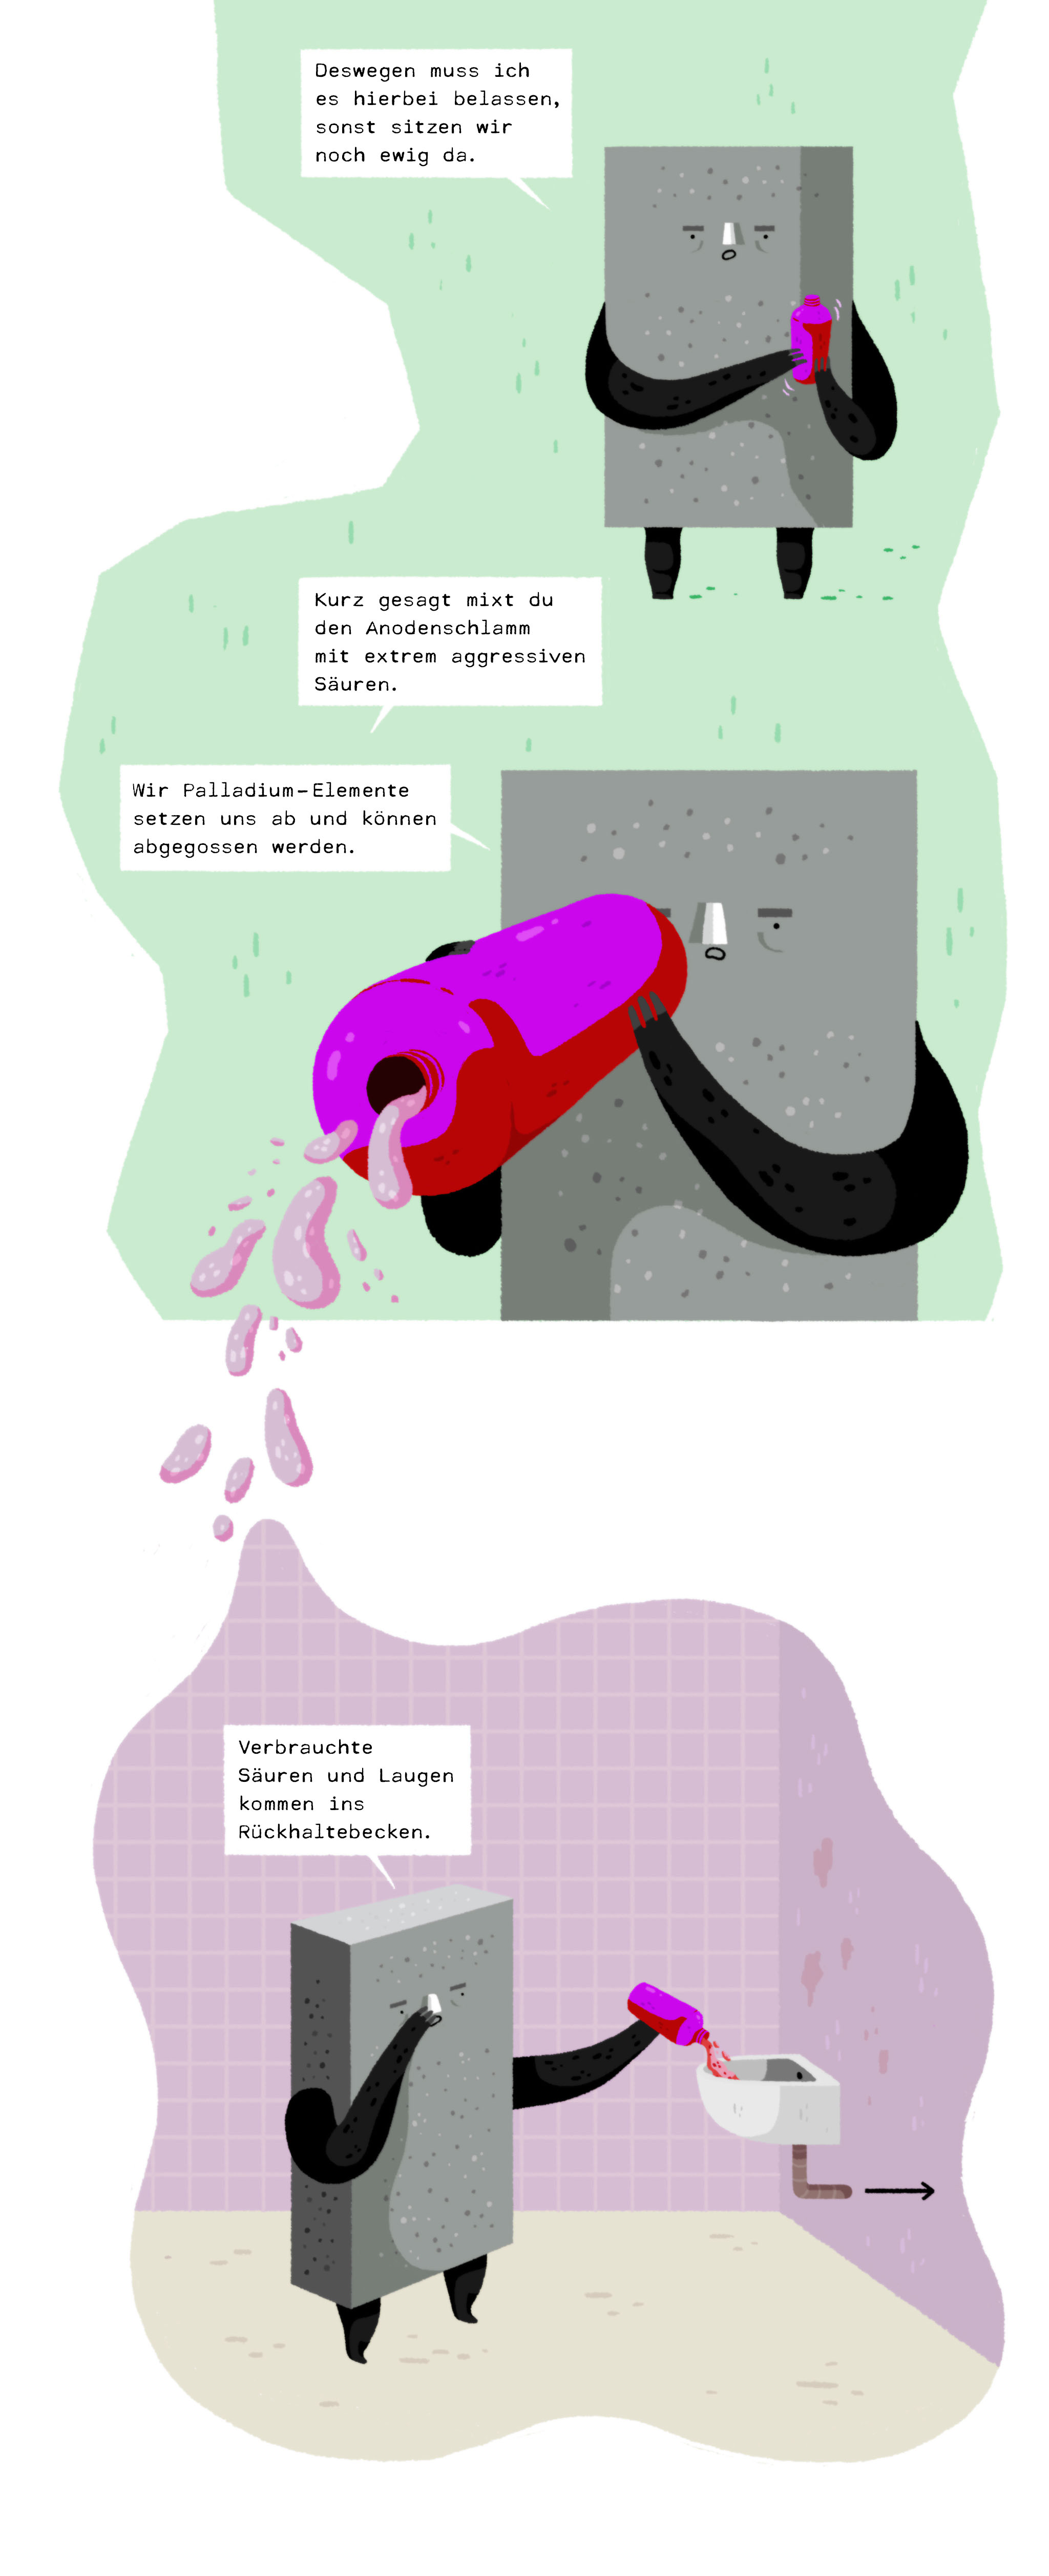 Deswegen muss ich
es hierbei belassen,
sonst sitzen wir
noch ewig da.
Kurz gesagt mixt du
den Anodenschlamm
mit extrem aggressiven
Säuren.
Wir Palladium-Elemente
setzen uns ab und können
abgegossen werden.
Verbrauchte
Säuren und Laugen
kommen ins
Rückhaltebecken.